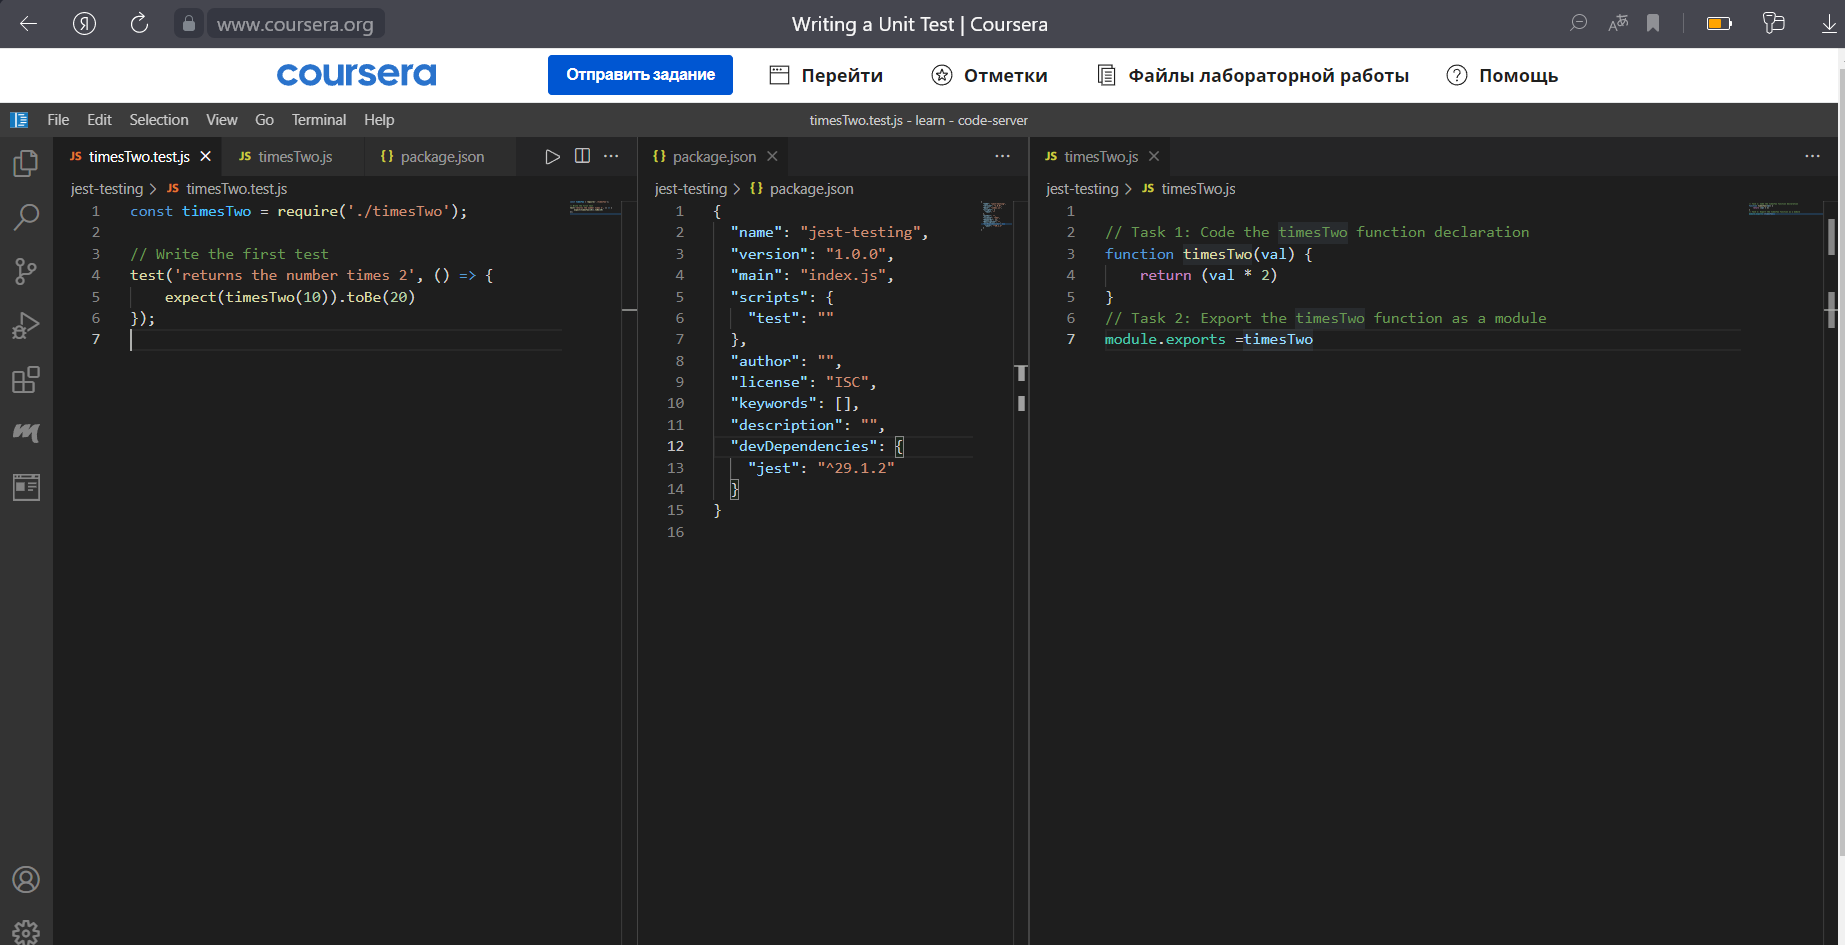 www.coursera.org
Writing a Unit Test | Coursera
coursera
Отправить задание
Перейти
Отметки
Файлы лабораторной работы
Помощь
File Edit Selection View Go Terminal Help
timesTwo.test.js - learn - code-server
JS timesTwo.test.js
JS timesTwo.js
{} package.json
jest-testing > JS timesTwo.test.js
1 const timesTwo = require('./timesTwo');
2
3 // Write the first test
4 test('returns the number times 2', () => {
5 expect(timesTwo(10)).toBe(20)
6 });
7
{} package.json
jest-testing > {} package.json
1 {
2 "name": "jest-testing",
3 "version": "1.0.0",
4 "main": "index.js",
5 "scripts": {
6 "test": ""
7 },
8 "author": "",
9 "license": "ISC",
10 "keywords": [],
11 "description": "",
12 "devDependencies": {
13 "jest": "^29.1.2"
14 }
15 }
16
JS timesTwo.js
jest-testing > JS timesTwo.js
1
2 // Task 1: Code the timesTwo function declaration
3 function timesTwo(val) {
4 return (val * 2)
5 }
6 // Task 2: Export the timesTwo function as a module
7 module.exports =timesTwo